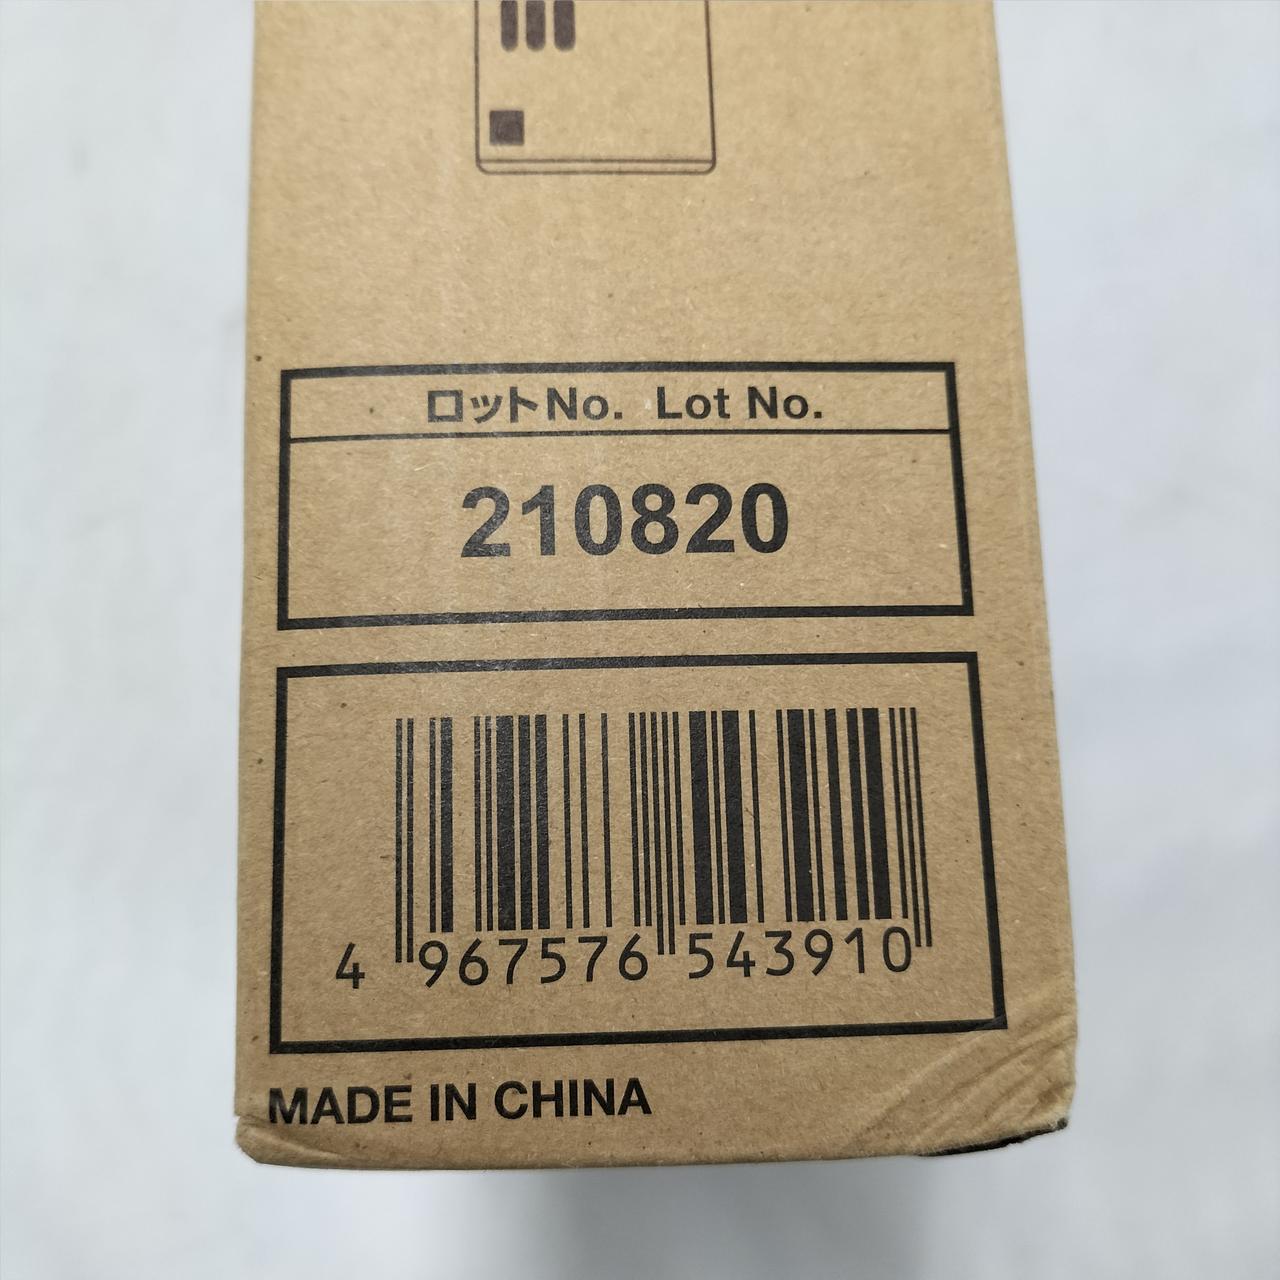 ロットNo. Lot No.
210820
4 967576 543910
MADE IN CHINA